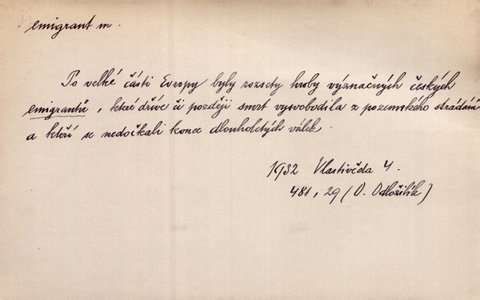 emigrant m.
Po velké části Evropy byly rozsety hroby význačných českých
emigrantů, které dříve či později smrt vysvobodila z pozemského strádání
a kteří se nedočkali konce dlouholetých válek.
1932 Vlastivěda 4.
481, 29 (O. Odložilík)